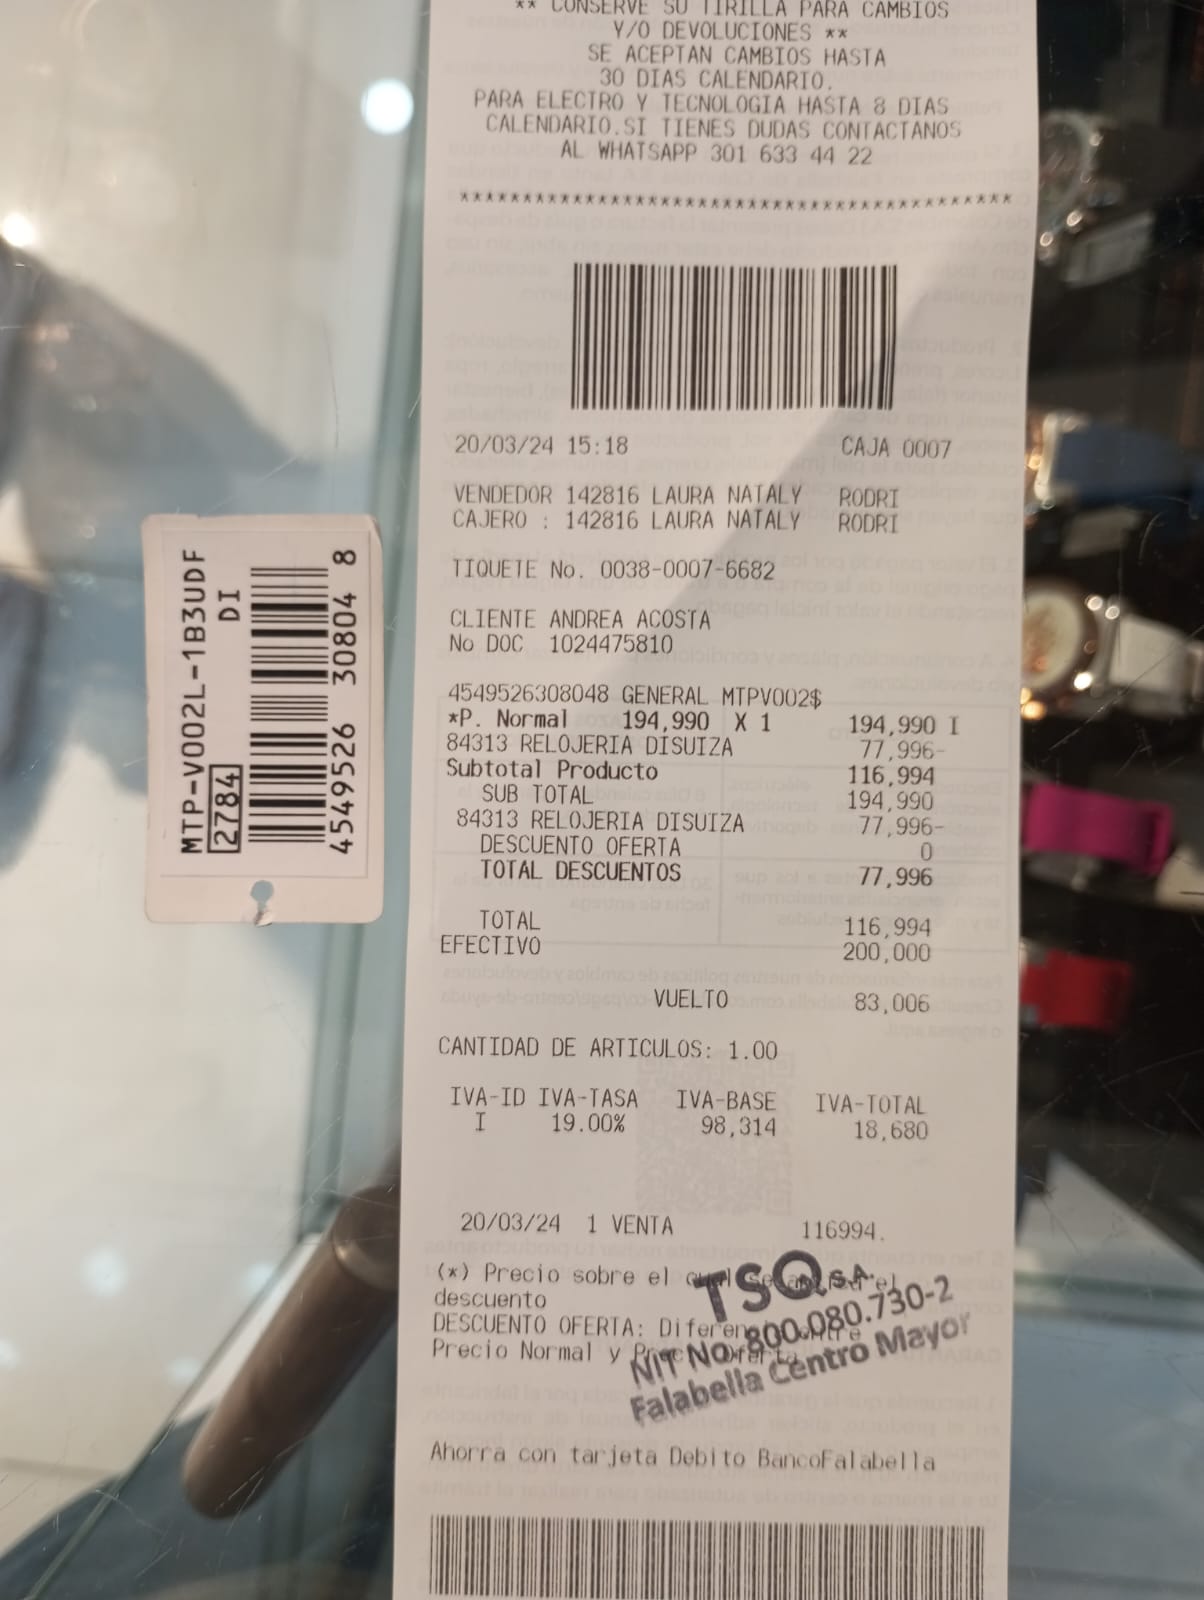 ** CONSERVE SU TIRILLA PARA CAMBIOS
Y/O DEVOLUCIONES **
SE ACEPTAN CAMBIOS HASTA
30 DIAS CALENDARIO.
PARA ELECTRO Y TECNOLOGIA HASTA 8 DIAS
CALENDARIO.SI TIENES DUDAS CONTACTANOS
AL WHATSAPP 301 633 44 22
********************************************
20/03/24 15:18 CAJA 0007
VENDEDOR 142816 LAURA NATALY RODRI
CAJERO : 142816 LAURA NATALY RODRI
TIQUETE No. 0038-0007-6682
CLIENTE ANDREA ACOSTA
No DOC 1024475810
4549526308048 GENERAL MTPV002$
*P. Normal 194,990 X 1 194,990 I
84313 RELOJERIA DISUIZA 77,996-
Subtotal Producto 116,994
SUB TOTAL 194,990
84313 RELOJERIA DISUIZA 77,996-
DESCUENTO OFERTA 0
TOTAL DESCUENTOS 77,996
TOTAL 116,994
EFECTIVO 200,000
VUELTO 83,006
CANTIDAD DE ARTICULOS: 1.00
IVA-ID IVA-TASA IVA-BASE IVA-TOTAL
I 19.00% 98,314 18,680
20/03/24 1 VENTA 116994.
(*) Precio sobre el cual se el
descuento
DESCUENTO OFERTA: Diferencia entre
Precio Normal y Precio Oferta
TSQ S.A.
NIT No. 800.080.730-2
Falabella Centro Mayor
Ahorra con tarjeta Debito BancoFalabella
MTP-V002L-1B3UDF
DI
2784
4549526 30804 8